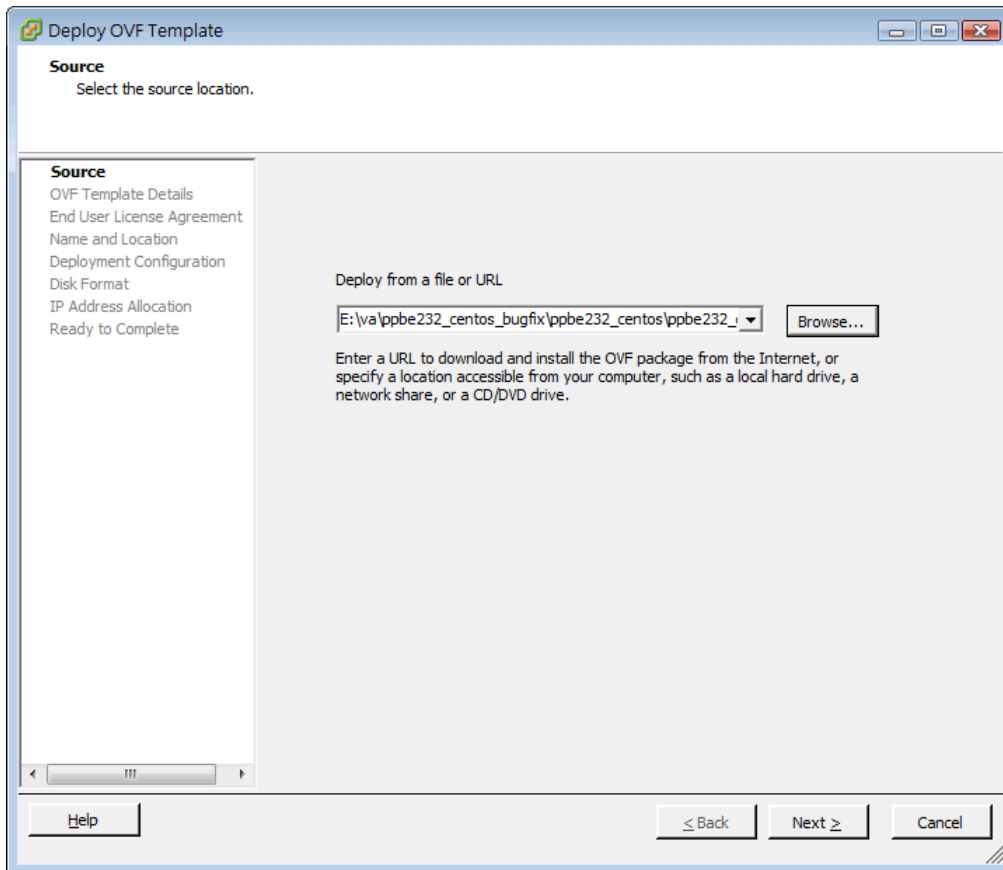 Deploy OVF Template
Source
Select the source location.
Source
OVF Template Details
End User License Agreement
Name and Location
Deployment Configuration
Disk Format
IP Address Allocation
Ready to Complete
Deploy from a file or URL
E:\va\ppbe232_centos_bugfix\ppbe232_centos\ppbe232_
Browse...
Enter a URL to download and install the OVF package from the Internet, or
specify a location accessible from your computer, such as a local hard drive, a
network share, or a CD/DVD drive.
Help
< Back
Next >
Cancel